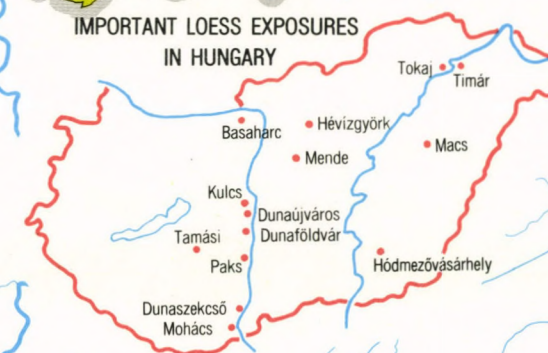 IMPORTANT LOESS EXPOSURES
IN HUNGARY
Tokaj
Timár
Basaharc
Hévízgyörk
Macs
Mende
Kulcs
Dunaújváros
Dunaföldvár
Tamási
Paks
Hódmezővásárhely
Dunaszekcső
Mohács